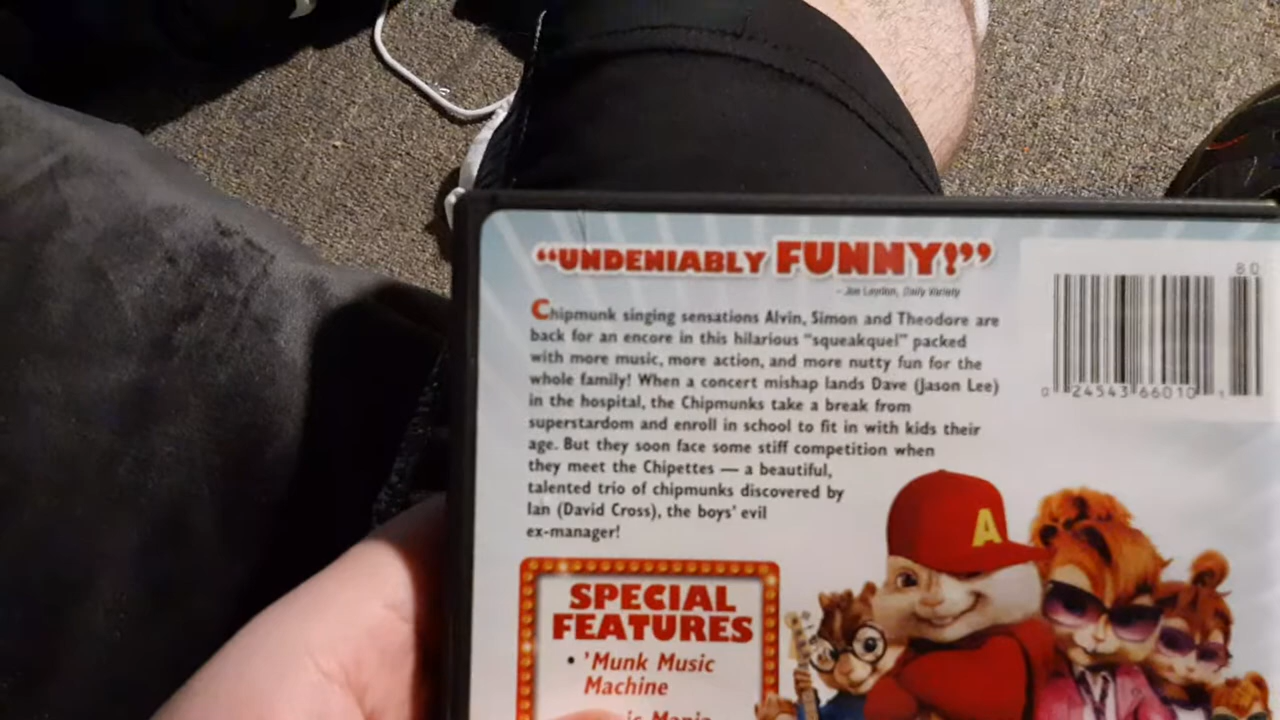 “UNDENIABLY FUNNY!”
- Joe Leydon, Daily Variety
Chipmunk singing sensations Alvin, Simon and Theodore are
back for an encore in this hilarious "squeakquel" packed
with more music, more action, and more nutty fun for the
whole family! When a concert mishap lands Dave (Jason Lee)
in the hospital, the Chipmunks take a break from
superstardom and enroll in school to fit in with kids their
age. But they soon face some stiff competition when
they meet the Chipettes — a beautiful,
talented trio of chipmunks discovered by
Ian (David Cross), the boys' evil
ex-manager!
80
0 24543 66010 1
A
SPECIAL
FEATURES
• 'Munk Music
Machine